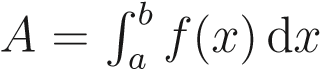 A = ∫_a^b f(x) dx